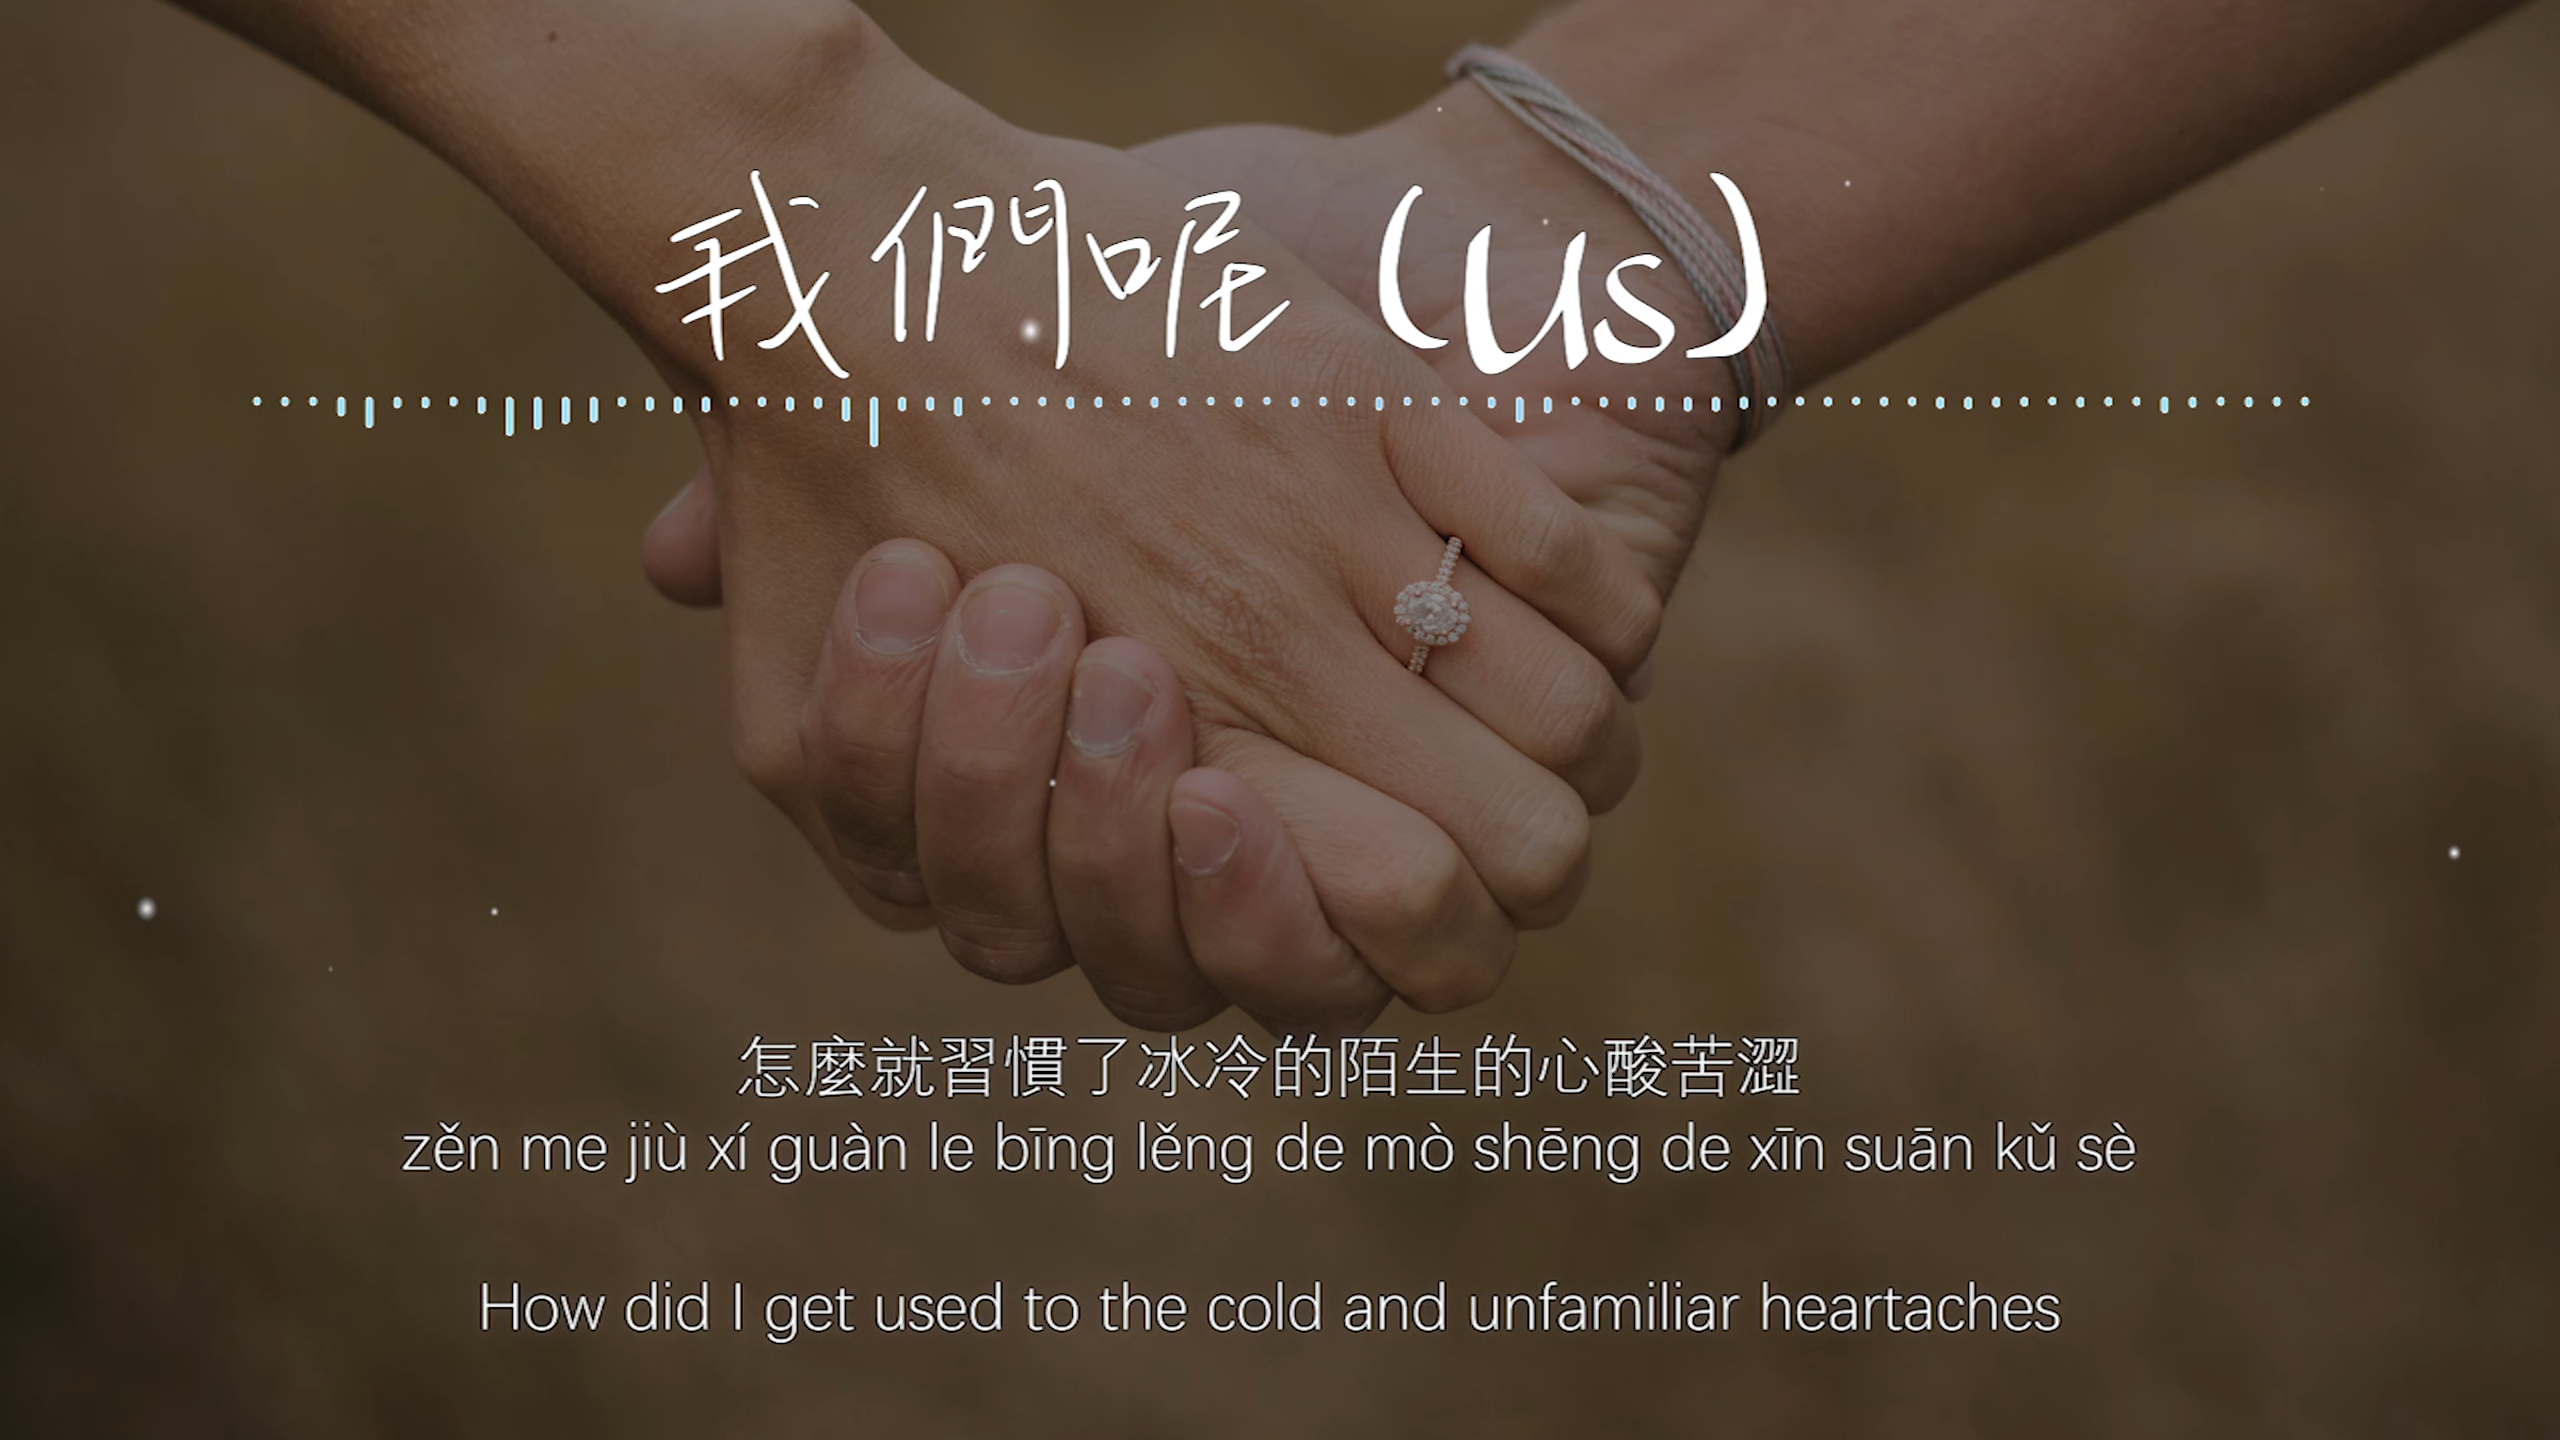 我們呢 (us)
怎麼就習慣了冰冷的陌生的心酸苦澀
zěn me jiù xí guàn le bīng lěng de mò shēng de xīn suān kǔ sè
How did I get used to the cold and unfamiliar heartaches